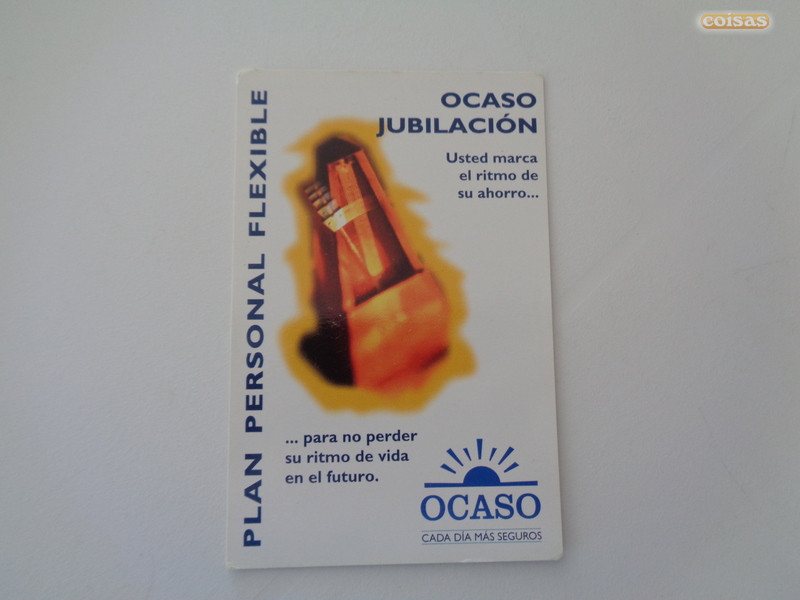 coisas
PLAN PERSONAL FLEXIBLE
OCASO
JUBILACIÓN
Usted marca
el ritmo de
su ahorro...
... para no perder
su ritmo de vida
en el futuro.
OCASO
CADA DÍA MÁS SEGUROS